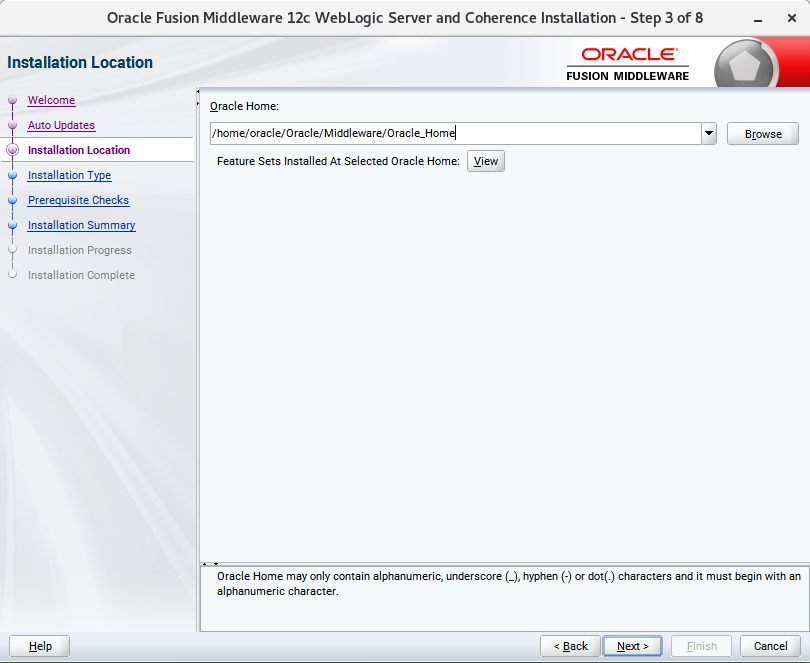 Oracle Fusion Middleware 12c WebLogic Server and Coherence Installation - Step 3 of 8
Installation Location
ORACLE®
FUSION MIDDLEWARE
Welcome
Auto Updates
Installation Location
Installation Type
Prerequisite Checks
Installation Summary
Installation Progress
Installation Complete
Oracle Home:
/home/oracle/Oracle/Middleware/Oracle_Home
Browse
Feature Sets Installed At Selected Oracle Home: View
Oracle Home may only contain alphanumeric, underscore (_), hyphen (-) or dot(.) characters and it must begin with an
alphanumeric character.
Help
< Back
Next >
Finish
Cancel